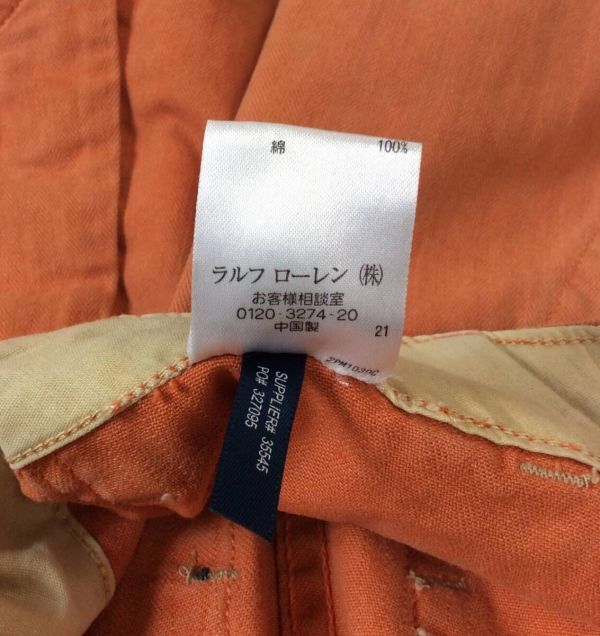 綿 100%
ラルフ ローレン (株)
お客様相談室
0120-3274-20
中国製 21
SUPPLIER# 35545
PO# 327095